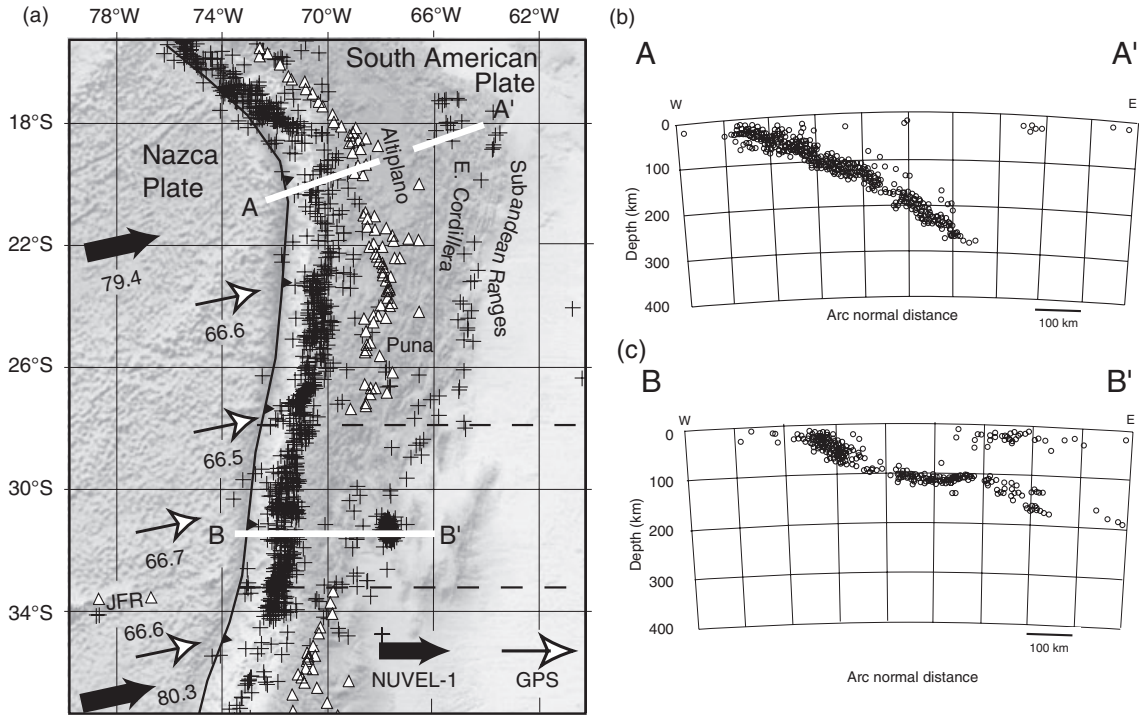 (a)
78°W 74°W 70°W 66°W 62°W
South American
Plate
A'
18°S
Nazca
Plate
Altiplano
A
E. Cordillera
Subandean Ranges
22°S
79.4
66.6
Puna
26°S
66.5
30°S
B B'
66.7
JFR
34°S
66.6
80.3
NUVEL-1
GPS
(b)
A A'
W E
0
100
200
300
400
Depth (km)
Arc normal distance
100 km
(c)
B B'
W E
0
100
200
300
400
Depth (km)
100 km
Arc normal distance